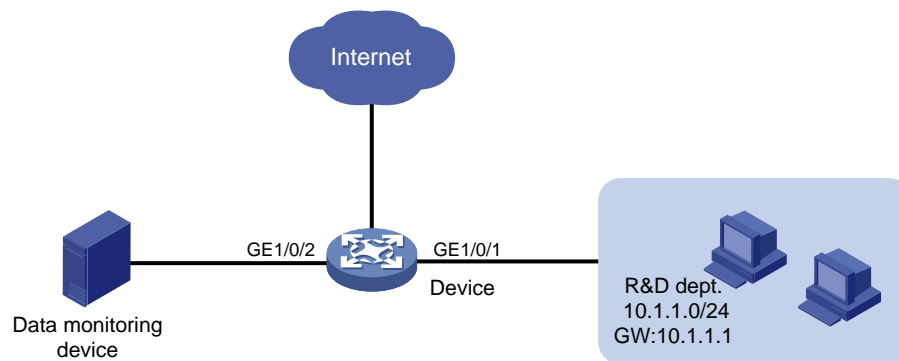 Internet
GE1/0/2
GE1/0/1
Device
Data monitoring
device
R&D dept.
10.1.1.0/24
GW:10.1.1.1